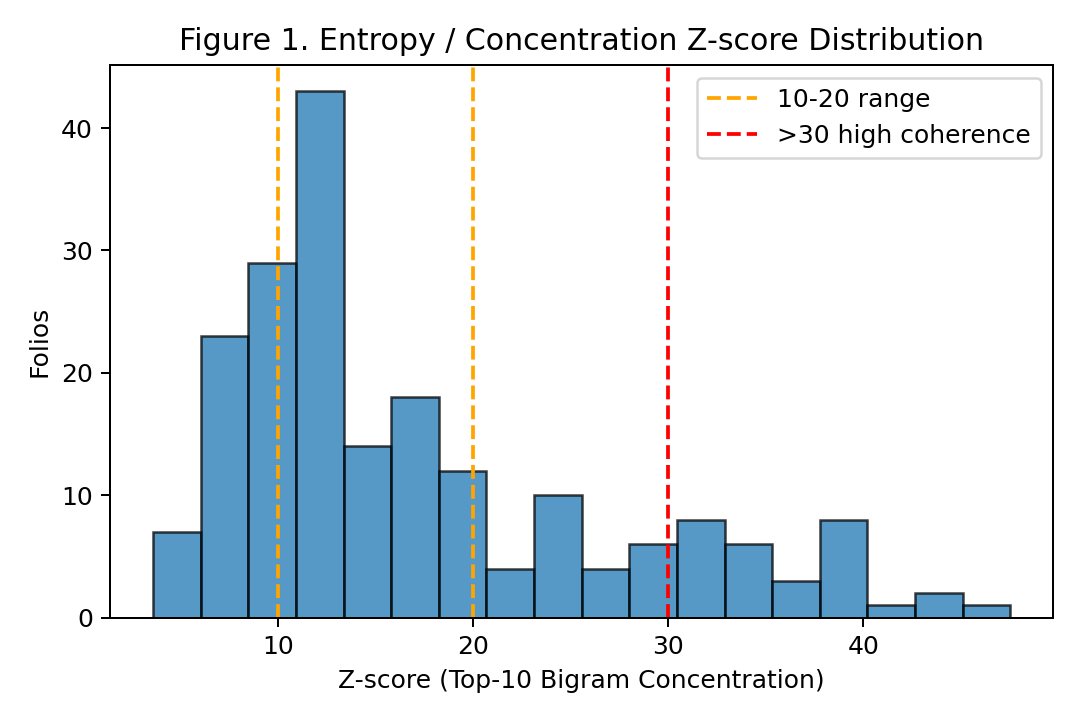 Figure 1. Entropy / Concentration Z-score Distribution
10-20 range
>30 high coherence
Folios
40
30
20
10
0
10 20 30 40
Z-score (Top-10 Bigram Concentration)